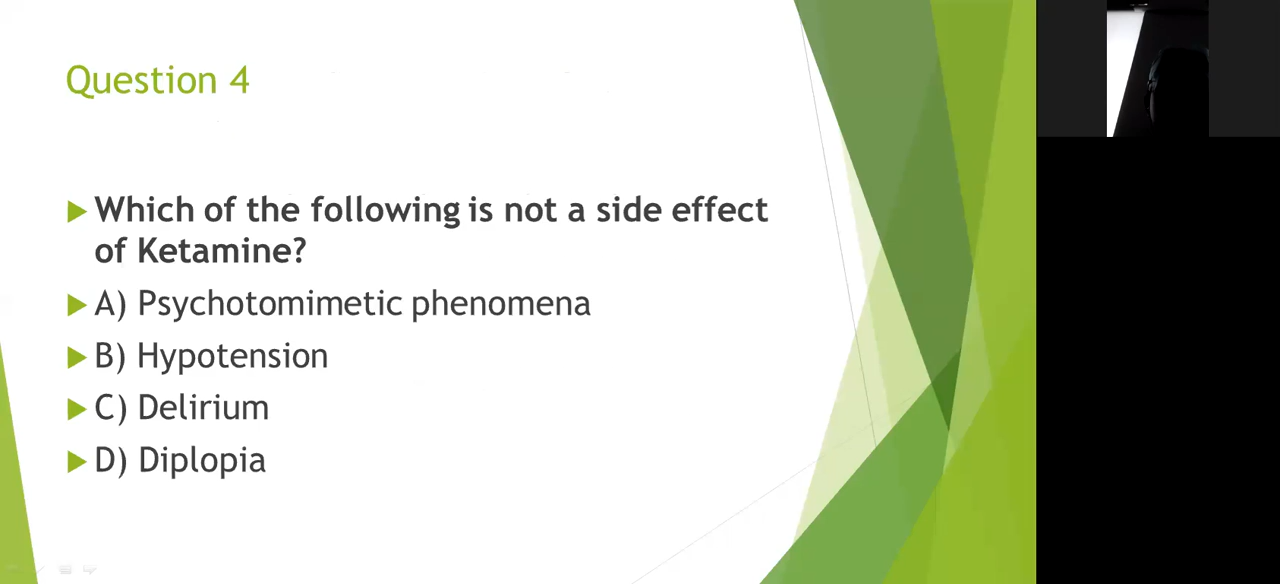 Question 4
Which of the following is not a side effect
of Ketamine?
A) Psychotomimetic phenomena
B) Hypotension
C) Delirium
D) Diplopia